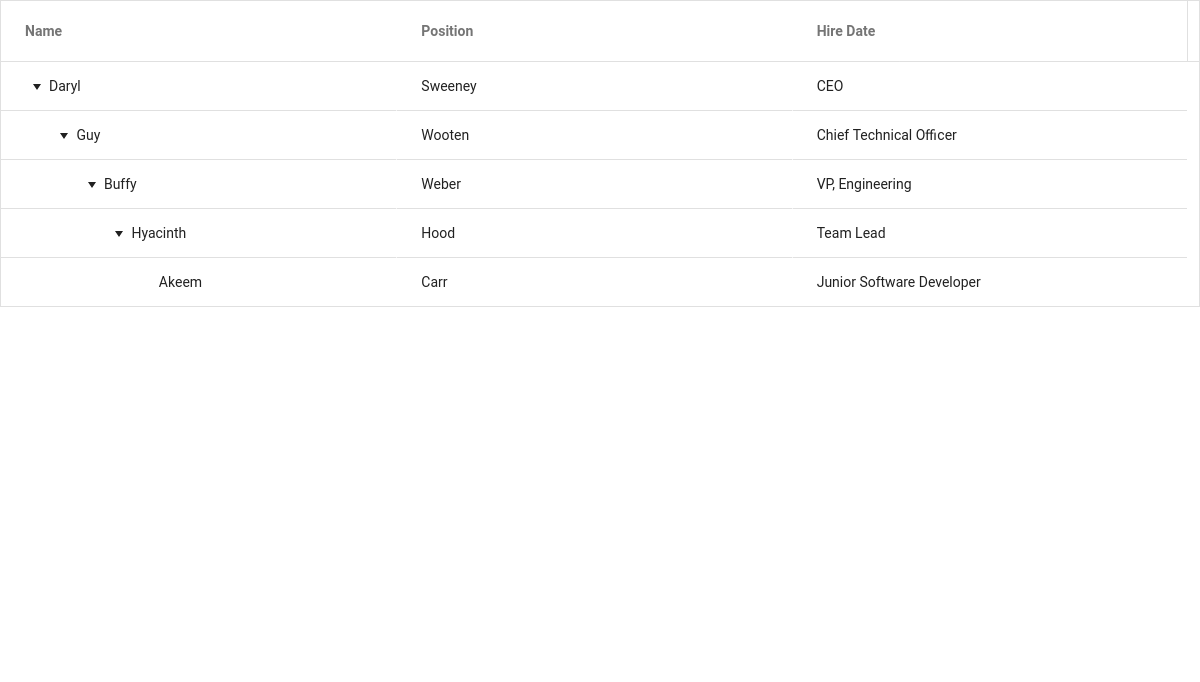 Name Position Hire Date
Daryl Sweeney CEO
Guy Wooten Chief Technical Officer
Buffy Weber VP, Engineering
Hyacinth Hood Team Lead
Akeem Carr Junior Software Developer